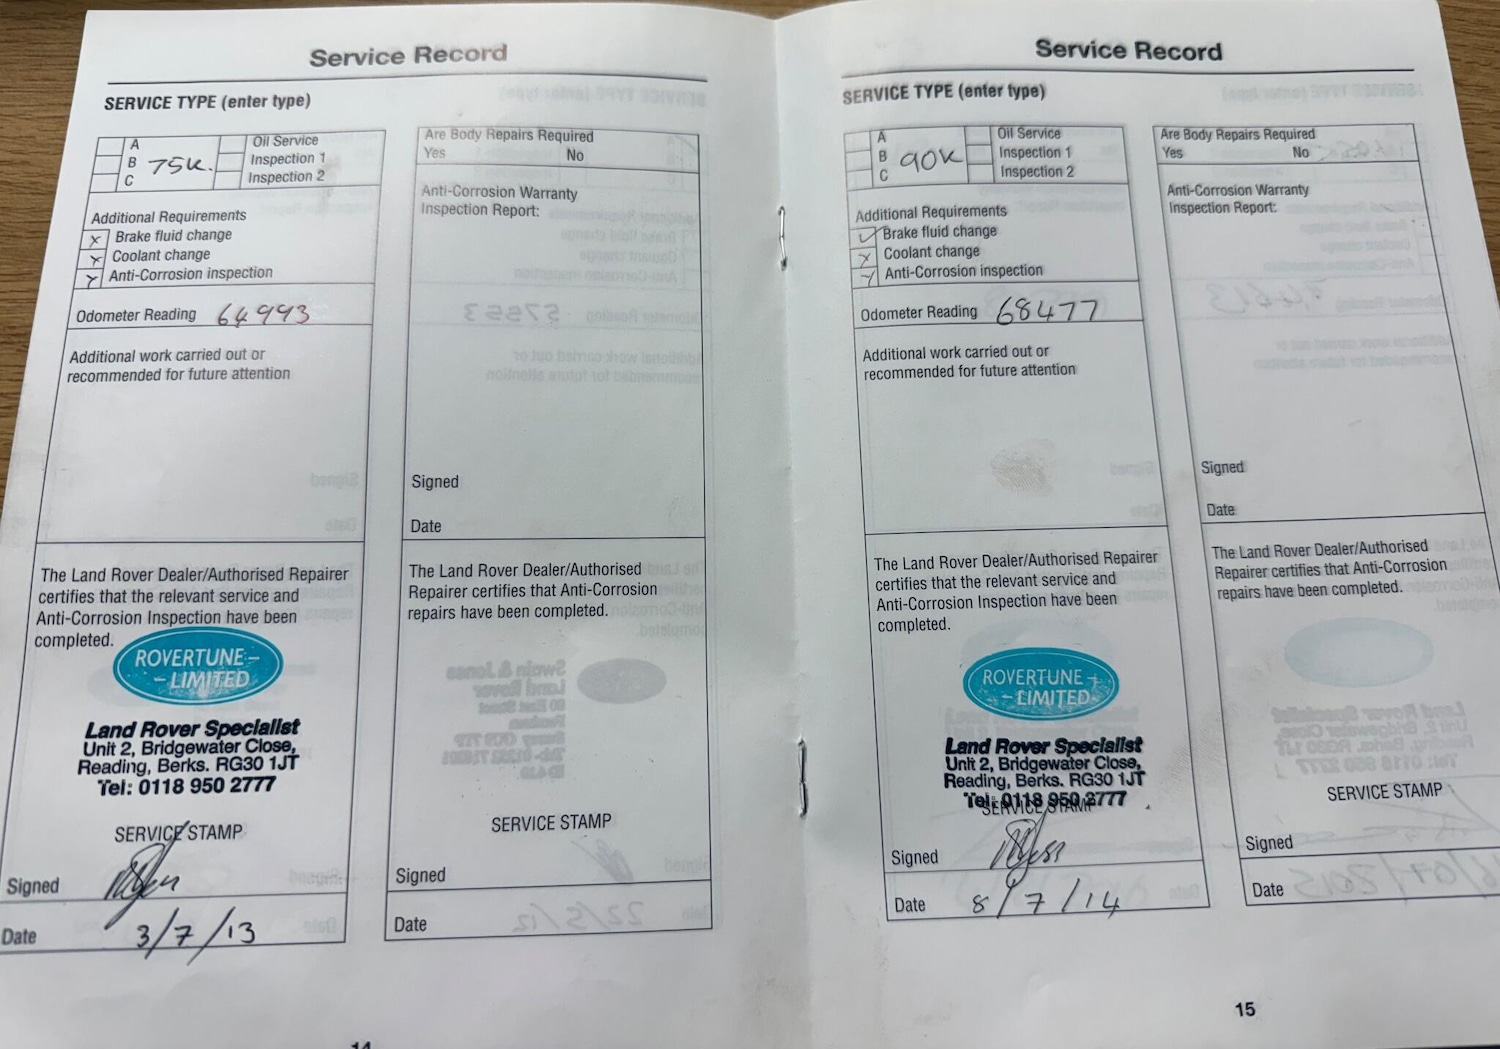 Service Record
SERVICE TYPE (enter type)
A
B
C
75K.
Oil Service
Inspection 1
Inspection 2
Additional Requirements
x Brake fluid change
x Coolant change
x Anti-Corrosion inspection
Odometer Reading 64993
Additional work carried out or
recommended for future attention
The Land Rover Dealer/Authorised Repairer
certifies that the relevant service and
Anti-Corrosion Inspection have been
completed.
ROVERTUNE
LIMITED
Land Rover Specialist
Unit 2, Bridgewater Close,
Reading, Berks. RG30 1JT
Tel: 0118 950 2777
SERVICE STAMP
Signed
Date 3/7/13
Are Body Repairs Required
Yes No
Anti-Corrosion Warranty
Inspection Report:
Signed
Date
The Land Rover Dealer/Authorised
Repairer certifies that Anti-Corrosion
repairs have been completed.
SERVICE STAMP
Signed
Date
Service Record
SERVICE TYPE (enter type)
A
B
C
90K
Oil Service
Inspection 1
Inspection 2
Additional Requirements
✓ Brake fluid change
x Coolant change
x Anti-Corrosion inspection
Odometer Reading 68477
Additional work carried out or
recommended for future attention
The Land Rover Dealer/Authorised Repairer
certifies that the relevant service and
Anti-Corrosion Inspection have been
completed.
ROVERTUNE
LIMITED
Land Rover Specialist
Unit 2, Bridgewater Close,
Reading, Berks. RG30 1JT
Tel: 0118 950 2777
SERVICE STAMP
Signed
Date 8/7/14
Are Body Repairs Required
Yes No
Anti-Corrosion Warranty
Inspection Report:
Signed
Date
The Land Rover Dealer/Authorised
Repairer certifies that Anti-Corrosion
repairs have been completed.
SERVICE STAMP
Signed
Date
15